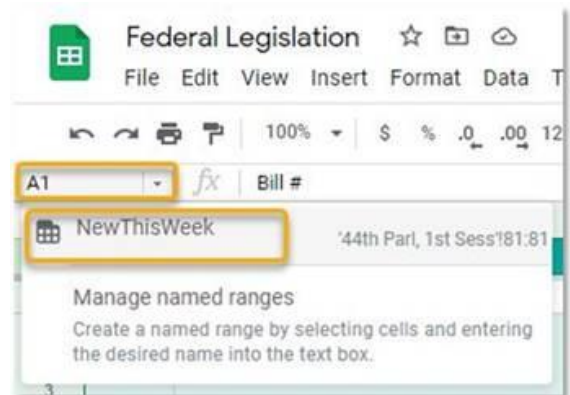 Federal Legislation
File Edit View Insert Format Data T
100% $ % .0 .00 12
A1 fx Bill #
NewThisWeek '44th Parl, 1st Sess'!81:81
Manage named ranges
Create a named range by selecting cells and entering
the desired name into the text box.
3